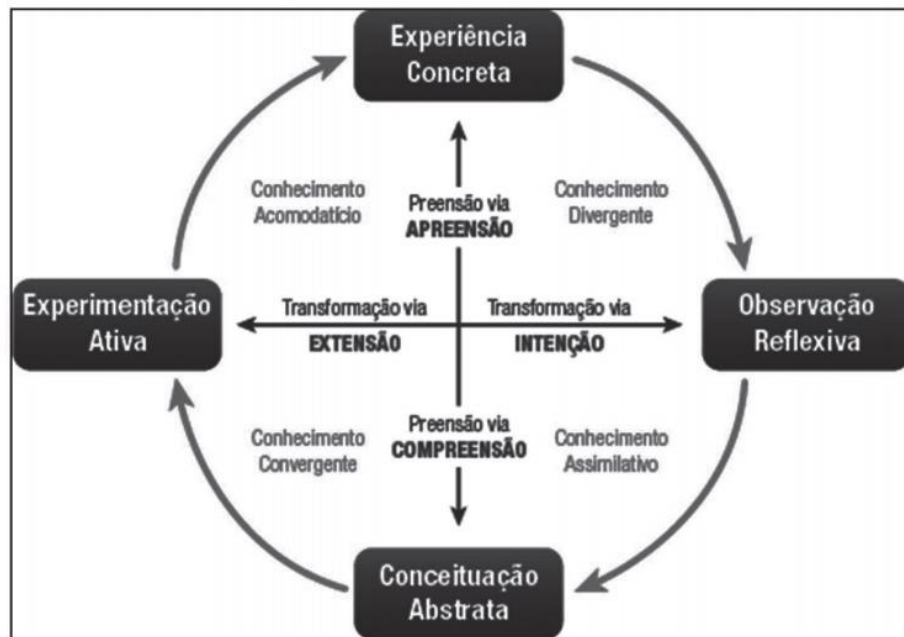 Experiência
Concreta
Conhecimento
Acomodatício
Preensão via
APREENSÃO
Conhecimento
Divergente
Experimentação
Ativa
Transformação via
EXTENSÃO
Transformação via
INTENÇÃO
Observação
Reflexiva
Conhecimento
Convergente
Preensão via
COMPREENSÃO
Conhecimento
Assimilativo
Conceituação
Abstrata